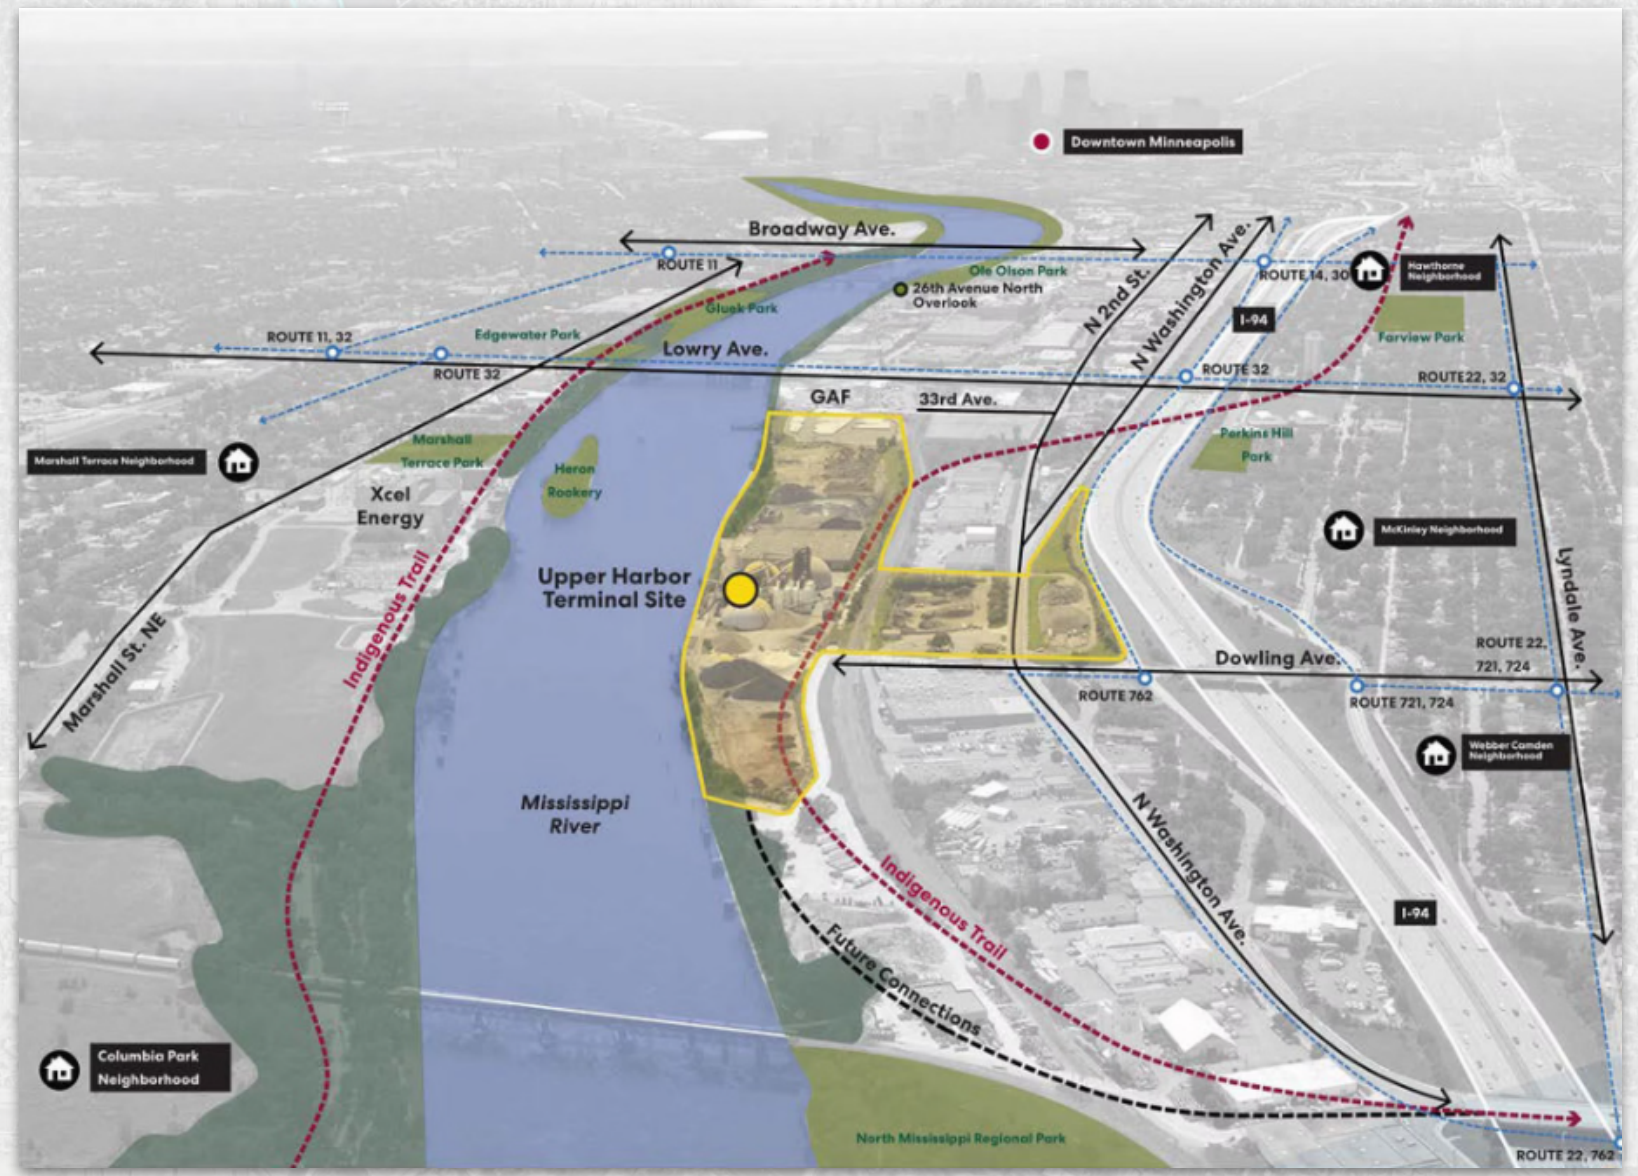 Downtown Minneapolis
Broadway Ave.
ROUTE 11
Ole Olson Park
26th Avenue North
Overlook
N 2nd St.
N Washington Ave.
ROUTE 14, 30
Hawthorne
Neighborhood
I-94
Farview Park
Gluek Park
Edgewater Park
ROUTE 11, 32
Lowry Ave.
ROUTE 32
ROUTE 32
ROUTE22, 32
GAF
33rd Ave.
Marshall
Terrace Park
Marshall Terrace Neighborhood
Heron
Rookery
Perkins Hill
Park
Xcel
Energy
McKinley Neighborhood
Upper Harbor
Terminal Site
Indigenous Trail
Marshall St. NE
Lyndale Ave.
Dowling Ave.
ROUTE 22,
721, 724
ROUTE 762
ROUTE 721, 724
Webber Camden
Neighborhood
Mississippi
River
N Washington Ave.
Indigenous Trail
Future Connections
I-94
Columbia Park
Neighborhood
North Mississippi Regional Park
ROUTE 22, 762